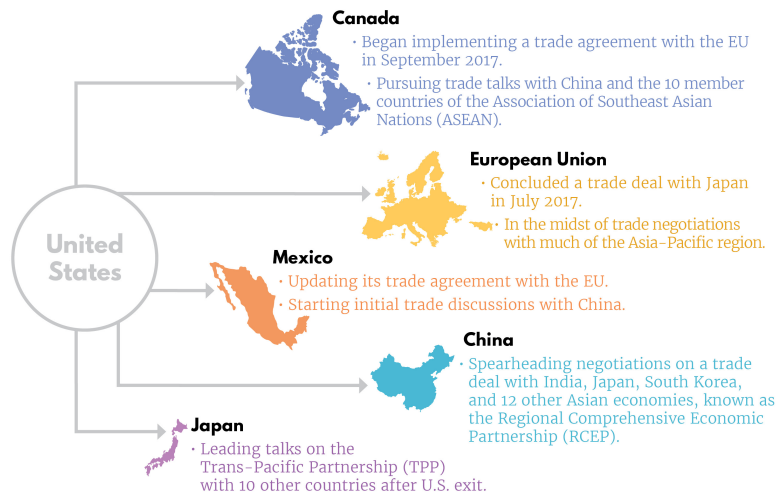 Canada
· Began implementing a trade agreement with the EU
in September 2017.
· Pursuing trade talks with China and the 10 member
countries of the Association of Southeast Asian
Nations (ASEAN).
European Union
· Concluded a trade deal with Japan
in July 2017.
· In the midst of trade negotiations
with much of the Asia-Pacific region.
United
States
Mexico
· Updating its trade agreement with the EU.
· Starting initial trade discussions with China.
China
· Spearheading negotiations on a trade
deal with India, Japan, South Korea,
and 12 other Asian economies, known as
the Regional Comprehensive Economic
Partnership (RCEP).
Japan
· Leading talks on the
Trans-Pacific Partnership (TPP)
with 10 other countries after U.S. exit.